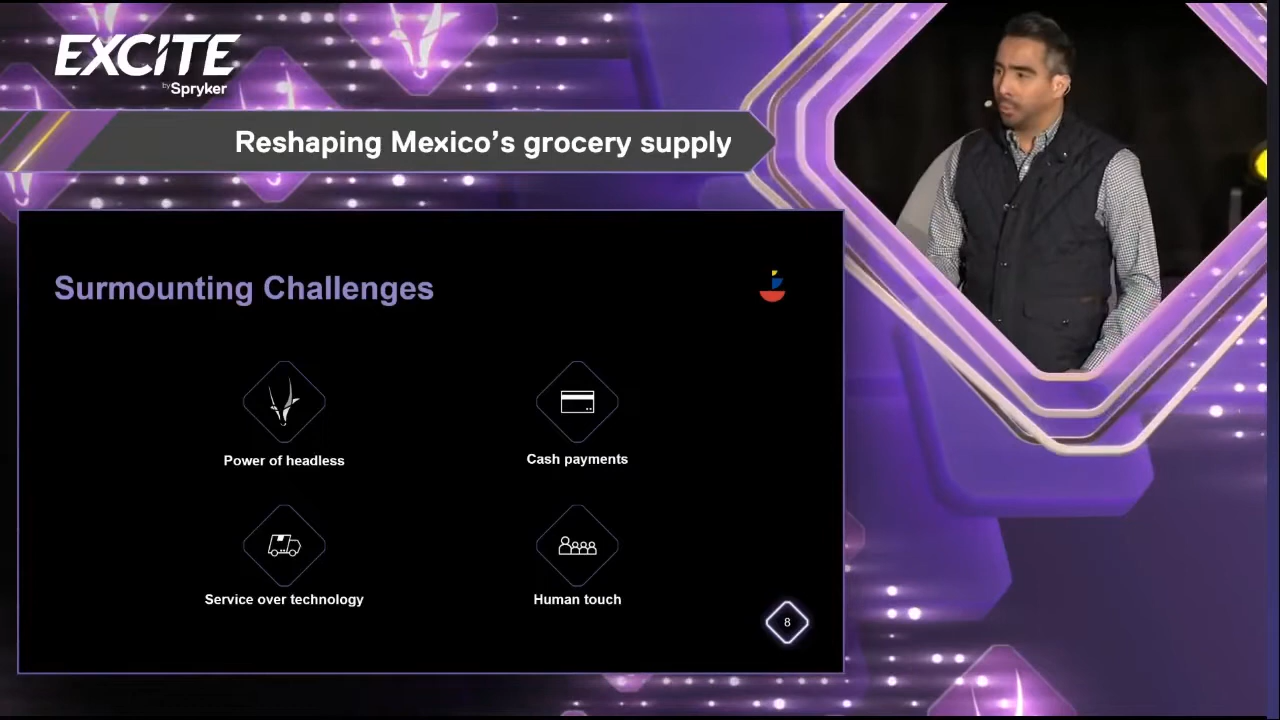 EXCITE
by Spryker
Reshaping Mexico's grocery supply
Surmounting Challenges
Power of headless
Cash payments
Service over technology
Human touch
8